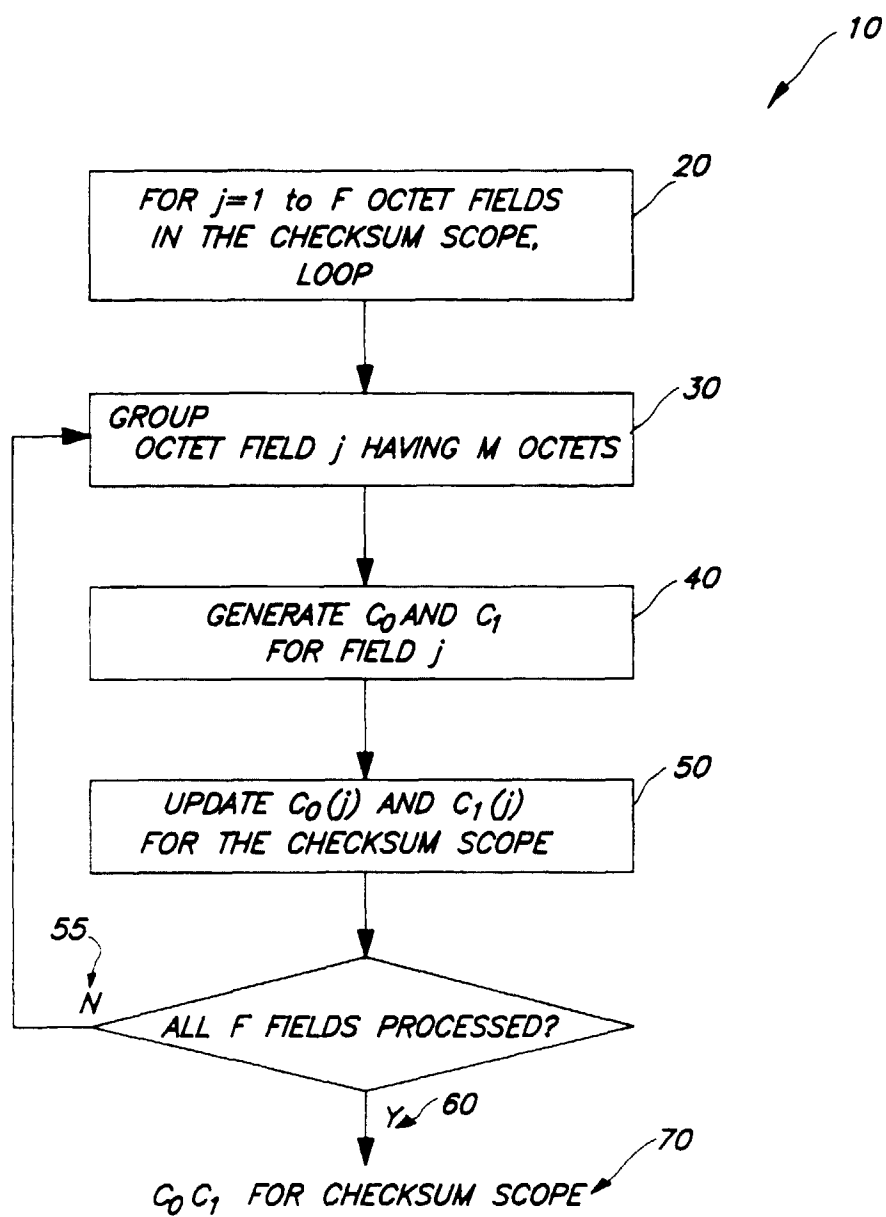 10
20
FOR j=1 to F OCTET FIELDS
IN THE CHECKSUM SCOPE,
LOOP
30
GROUP
OCTET FIELD j HAVING M OCTETS
40
GENERATE C₀ AND C₁
FOR FIELD j
50
UPDATE C₀(j) AND C₁(j)
FOR THE CHECKSUM SCOPE
55
N
ALL F FIELDS PROCESSED?
Y 60
70
C₀ C₁ FOR CHECKSUM SCOPE